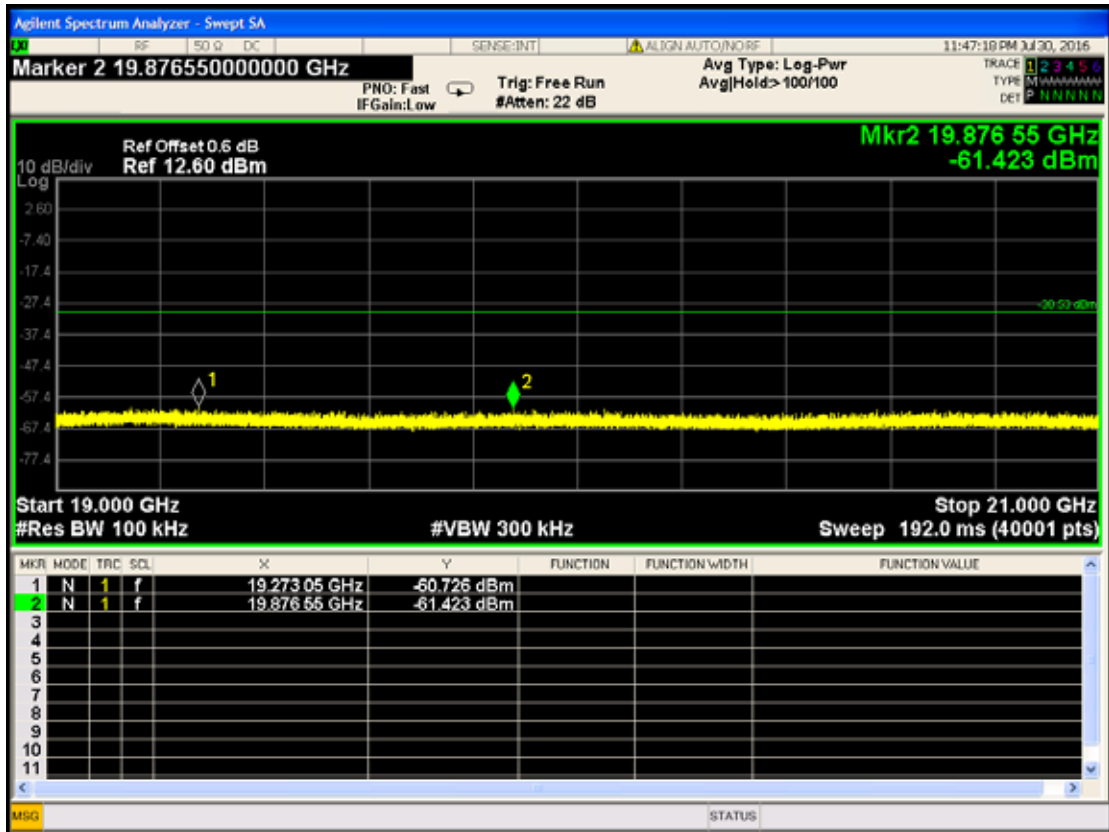 Agilent Spectrum Analyzer - Swept SA
LXI RF 50 Ω DC SENSE:INT ALIGN AUTO/NO RF 11:47:18 PM Jul 30, 2016
Marker 2 19.876550000000 GHz
PNO: Fast
IFGain:Low
Trig: Free Run
#Atten: 22 dB
Avg Type: Log-Pwr
Avg|Hold:>100/100
TRACE 1 2 3 4 5 6
TYPE M
DET P N N N N N
Mkr2 19.876 55 GHz
-61.423 dBm
Ref Offset 0.6 dB
10 dB/div Ref 12.60 dBm
Log
2.60
-7.40
-17.4
-27.4
-30.53 dBm
-37.4
-47.4
1
2
-57.4
-67.4
-77.4
Start 19.000 GHz Stop 21.000 GHz
#Res BW 100 kHz #VBW 300 kHz Sweep 192.0 ms (40001 pts)
MKR MODE TRC SCL X Y FUNCTION FUNCTION WIDTH FUNCTION VALUE
1 N 1 f 19.273 05 GHz -60.726 dBm
2 N 1 f 19.876 55 GHz -61.423 dBm
3
4
5
6
7
8
9
10
11
MSG STATUS